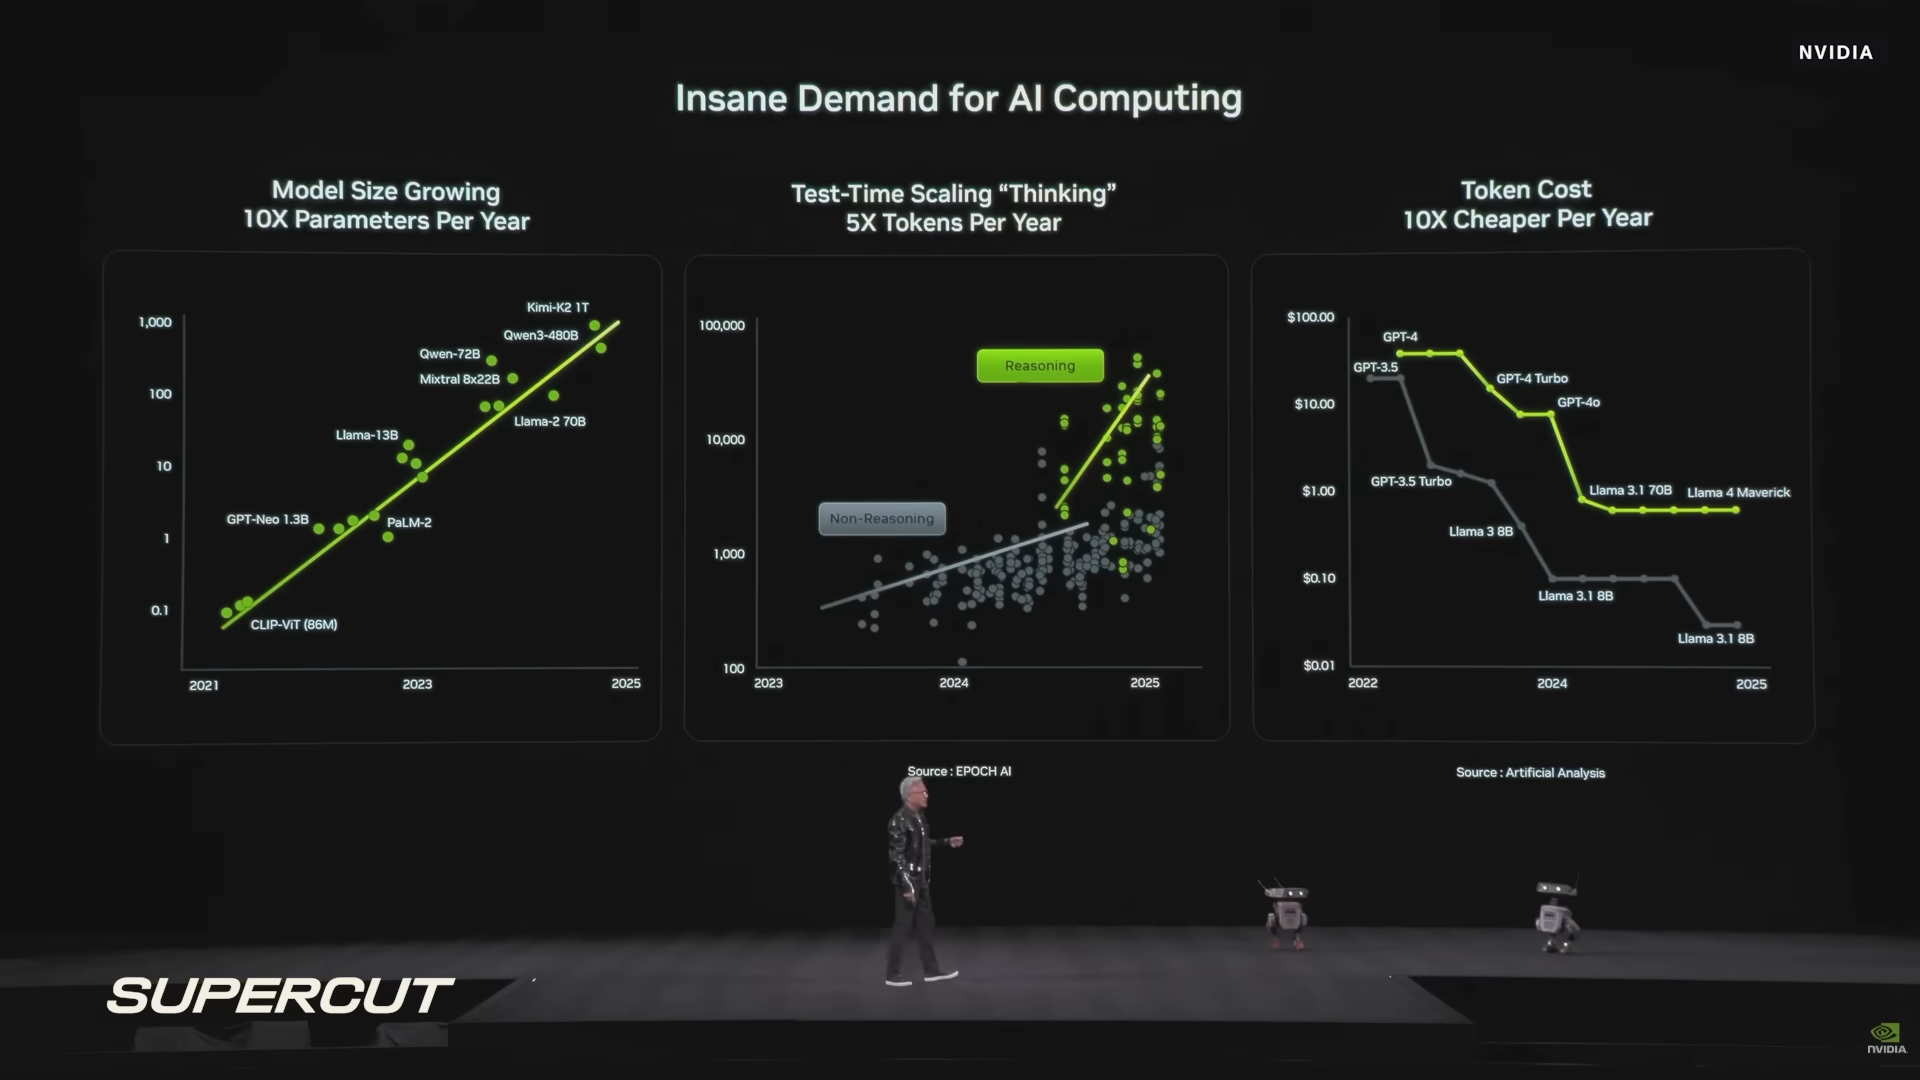 NVIDIA
Insane Demand for AI Computing
Model Size Growing
10X Parameters Per Year
1,000
100
10
1
0.1
Kimi-K2 1T
Qwen3-480B
Qwen-72B
Mixtral 8x22B
Llama-2 70B
Llama-13B
GPT-Neo 1.3B
PaLM-2
CLIP-ViT (86M)
2021
2023
2025
Test-Time Scaling “Thinking”
5X Tokens Per Year
100,000
10,000
1,000
100
Reasoning
Non-Reasoning
2023
2024
2025
Source : EPOCH AI
Token Cost
10X Cheaper Per Year
$100.00
$10.00
$1.00
$0.10
$0.01
GPT-4
GPT-3.5
GPT-4 Turbo
GPT-4o
GPT-3.5 Turbo
Llama 3.1 70B
Llama 4 Maverick
Llama 3 8B
Llama 3.1 8B
Llama 3.1 8B
2022
2024
2025
Source : Artificial Analysis
SUPERCUT
NVIDIA